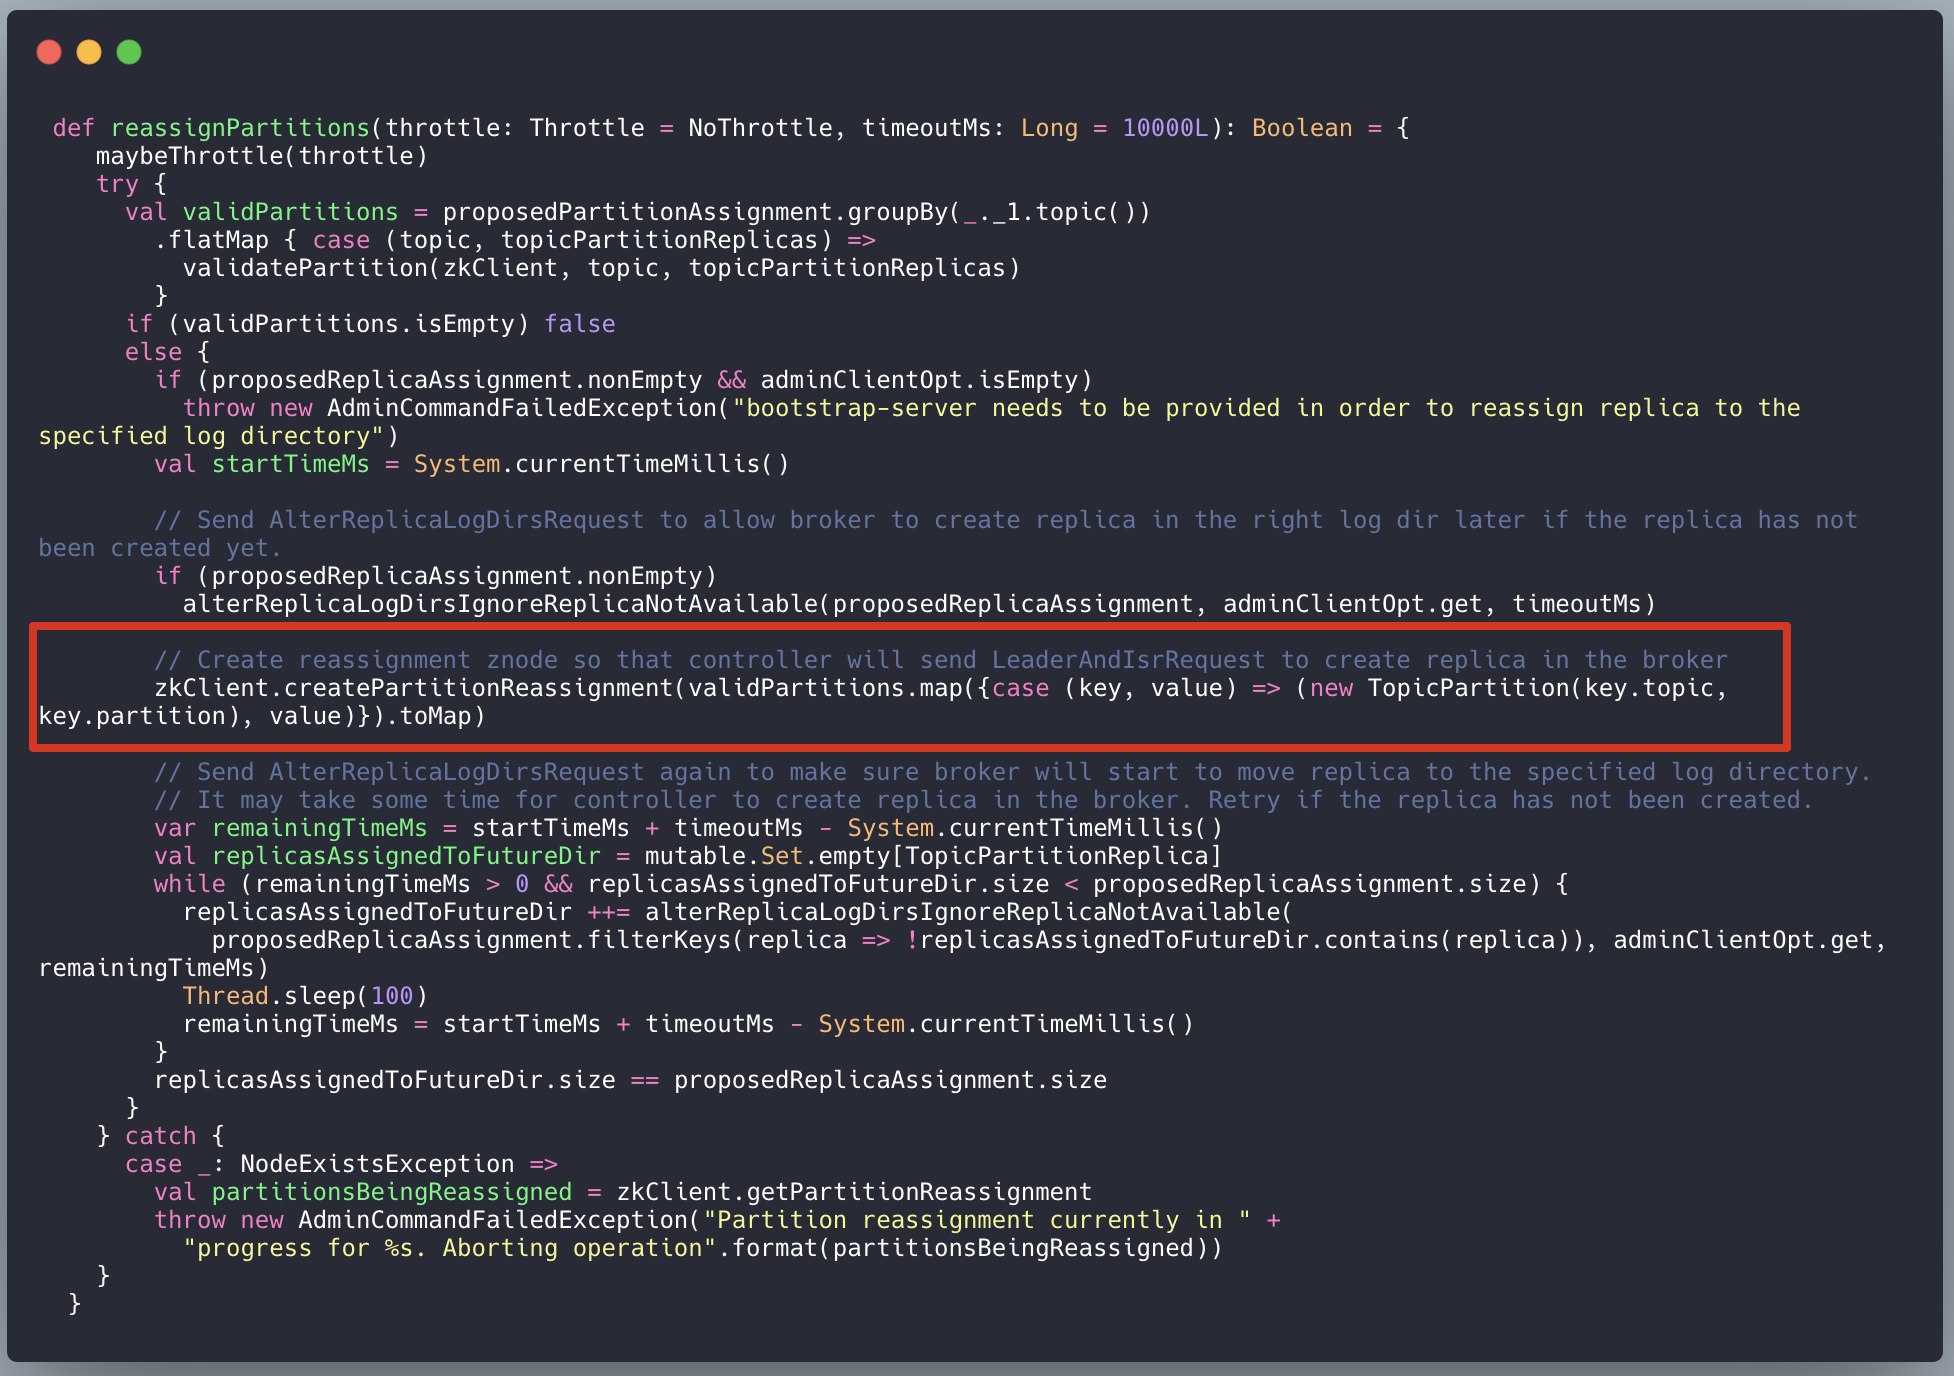 def reassignPartitions(throttle: Throttle = NoThrottle, timeoutMs: Long = 10000L): Boolean = {
maybeThrottle(throttle)
try {
val validPartitions = proposedPartitionAssignment.groupBy(_._1.topic())
.flatMap { case (topic, topicPartitionReplicas) =>
validatePartition(zkClient, topic, topicPartitionReplicas)
}
if (validPartitions.isEmpty) false
else {
if (proposedReplicaAssignment.nonEmpty && adminClientOpt.isEmpty)
throw new AdminCommandFailedException("bootstrap-server needs to be provided in order to reassign replica to the
specified log directory")
val startTimeMs = System.currentTimeMillis()
// Send AlterReplicaLogDirsRequest to allow broker to create replica in the right log dir later if the replica has not
been created yet.
if (proposedReplicaAssignment.nonEmpty)
alterReplicaLogDirsIgnoreReplicaNotAvailable(proposedReplicaAssignment, adminClientOpt.get, timeoutMs)
// Create reassignment znode so that controller will send LeaderAndIsrRequest to create replica in the broker
zkClient.createPartitionReassignment(validPartitions.map({case (key, value) => (new TopicPartition(key.topic,
key.partition), value)}).toMap)
// Send AlterReplicaLogDirsRequest again to make sure broker will start to move replica to the specified log directory.
// It may take some time for controller to create replica in the broker. Retry if the replica has not been created.
var remainingTimeMs = startTimeMs + timeoutMs - System.currentTimeMillis()
val replicasAssignedToFutureDir = mutable.Set.empty[TopicPartitionReplica]
while (remainingTimeMs > 0 && replicasAssignedToFutureDir.size < proposedReplicaAssignment.size) {
replicasAssignedToFutureDir ++= alterReplicaLogDirsIgnoreReplicaNotAvailable(
proposedReplicaAssignment.filterKeys(replica => !replicasAssignedToFutureDir.contains(replica)), adminClientOpt.get,
remainingTimeMs)
Thread.sleep(100)
remainingTimeMs = startTimeMs + timeoutMs - System.currentTimeMillis()
}
replicasAssignedToFutureDir.size == proposedReplicaAssignment.size
}
} catch {
case _: NodeExistsException =>
val partitionsBeingReassigned = zkClient.getPartitionReassignment
throw new AdminCommandFailedException("Partition reassignment currently in " +
"progress for %s. Aborting operation".format(partitionsBeingReassigned))
}
}